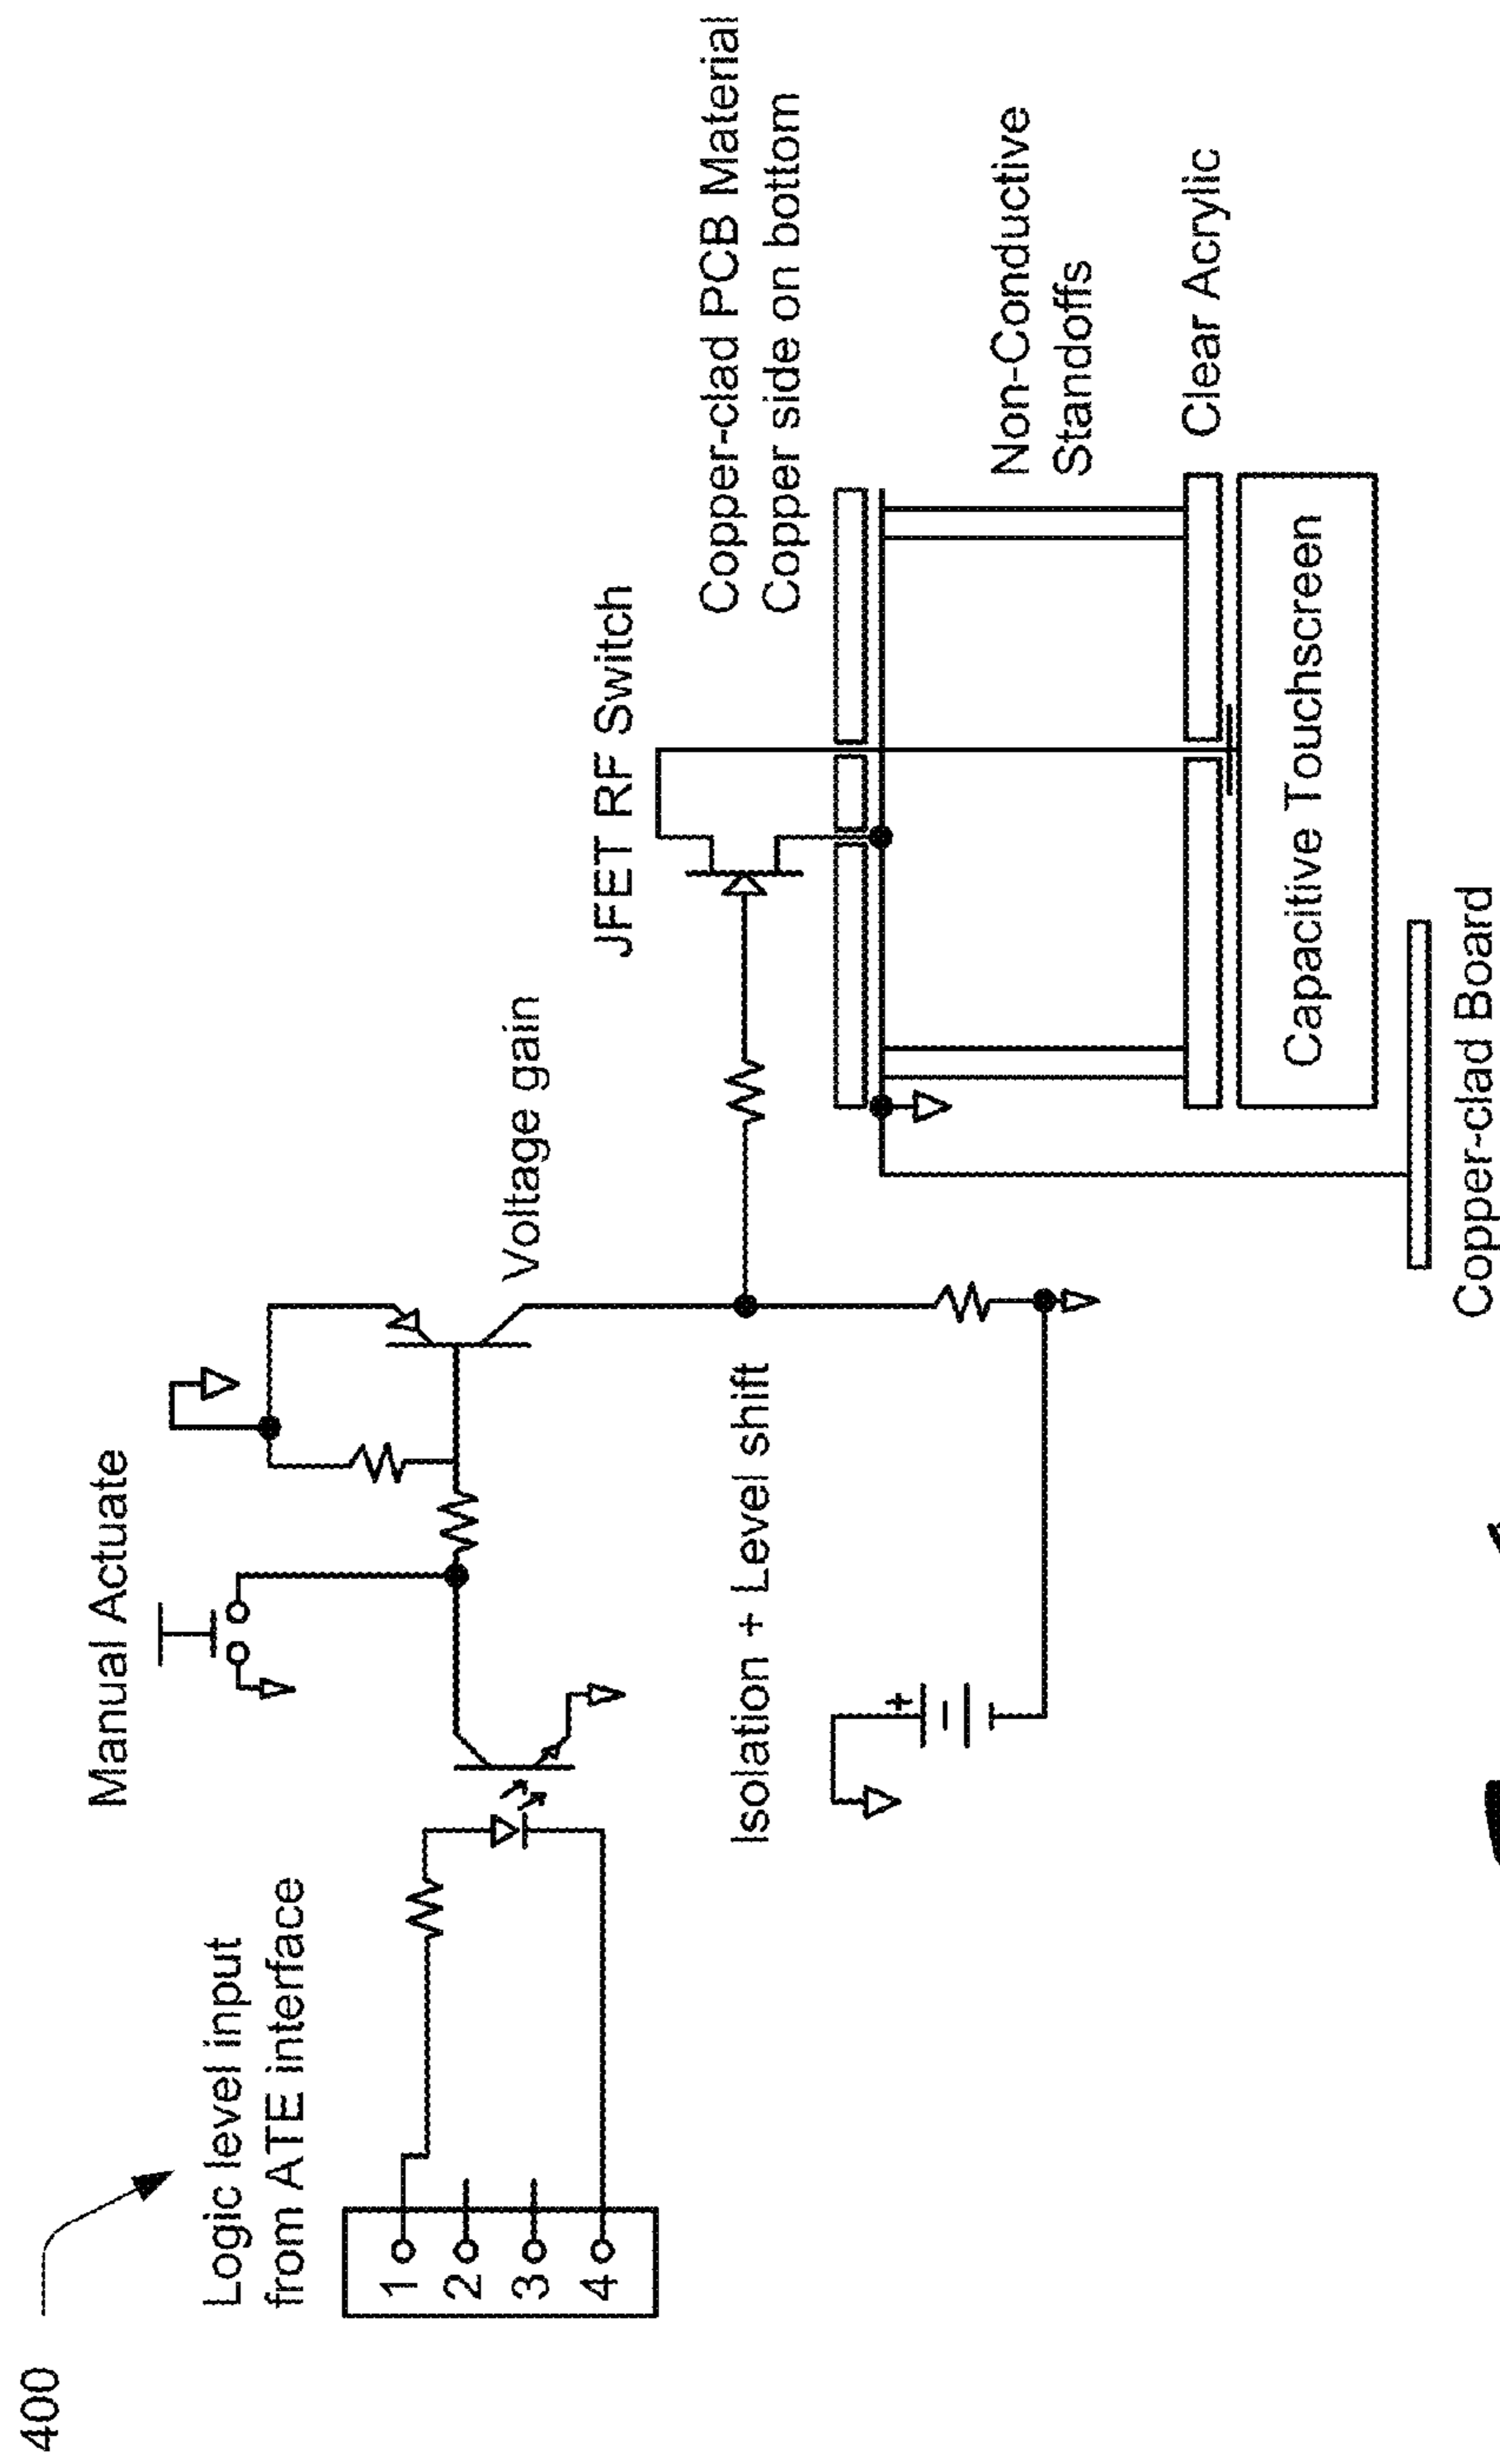 400
Logic level input
from ATE interface
1
2
3
4
Manual Actuate
Voltage gain
Isolation + Level shift
+
JFET RF Switch
Copper-clad PCB Material
Copper side on bottom
Non-Conductive
Standoffs
Clear Acrylic
Capacitive Touchscreen
Copper-clad Board